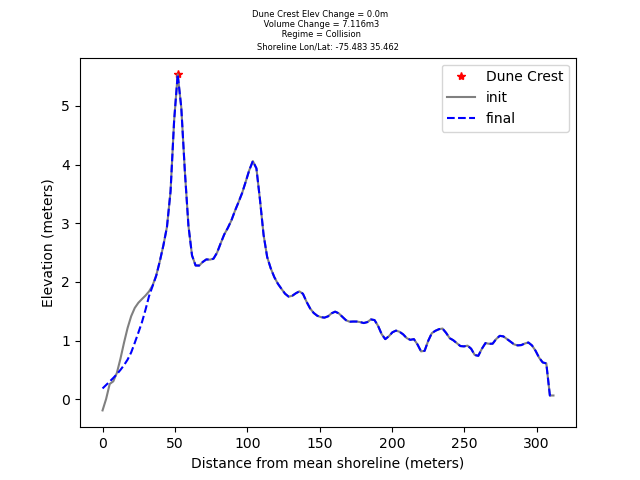 Dune Crest Elev Change = 0.0m
Volume Change = 7.116m3
Regime = Collision
Shoreline Lon/Lat: -75.483 35.462
Dune Crest
init
final
Elevation (meters)
5
4
3
2
1
0
0 50 100 150 200 250 300
Distance from mean shoreline (meters)